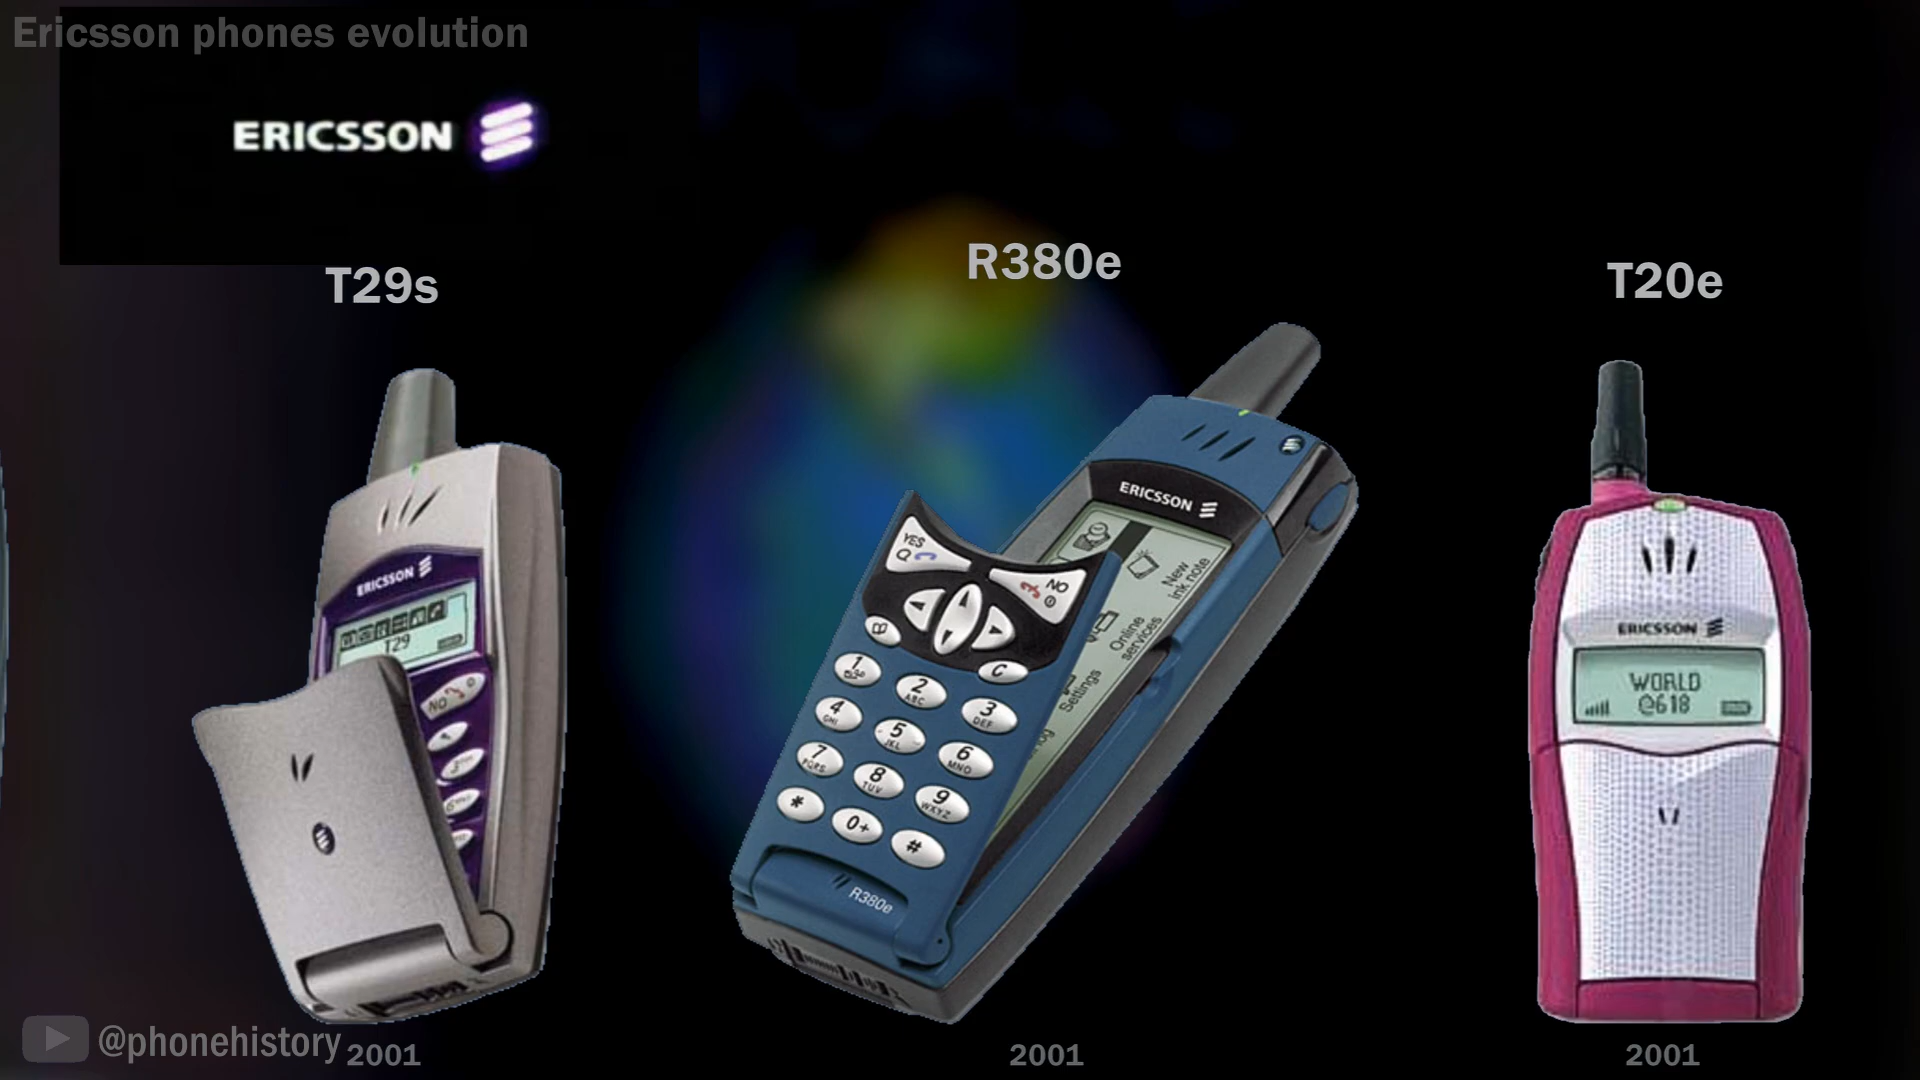 Ericsson phones evolution
ERICSSON
T29s
R380e
T20e
ERICSSON
T29
NO
ERICSSON
New
ink note
Online
services
Settings
YES
NO
C
1
2
ABC
3
DEF
4
GHI
5
JKL
6
MNO
7
PQRS
8
TUV
9
WXYZ
*
0+
#
R380e
ERICSSON
WORLD
@618
@phonehistory
2001
2001
2001